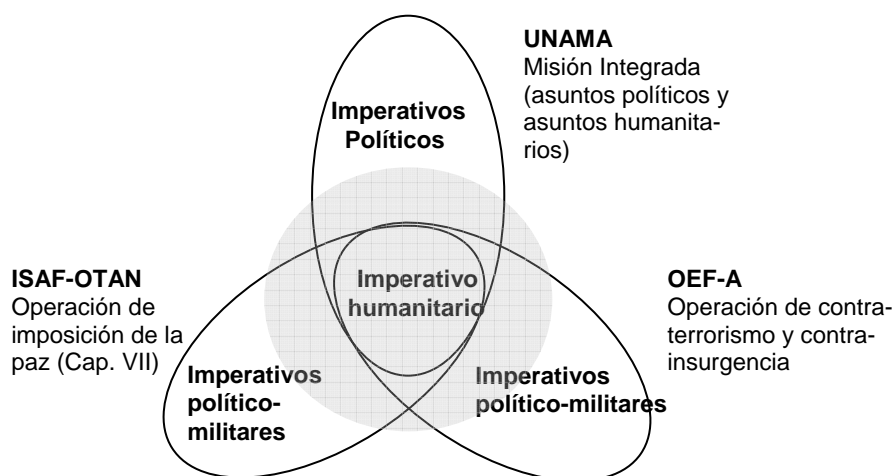 UNAMA
Misión Integrada
(asuntos políticos y
asuntos humanita-
rios)
Imperativos
Políticos
ISAF-OTAN
Operación de
imposición de la
paz (Cap. VII)
Imperativo
humanitario
OEF-A
Operación de contra-
terrorismo y contra-
insurgencia
Imperativos
político-
militares
Imperativos
político-militares